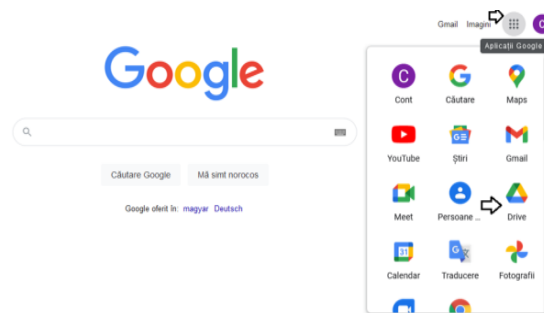 Gmail Imagini
Aplicații Google
Google
C
C
Cont Căutare Maps
YouTube Știri Gmail
Căutare Google Mă simt norocos
Google oferit în: magyar Deutsch
Meet Persoane ... Drive
31
Calendar Traducere Fotografii